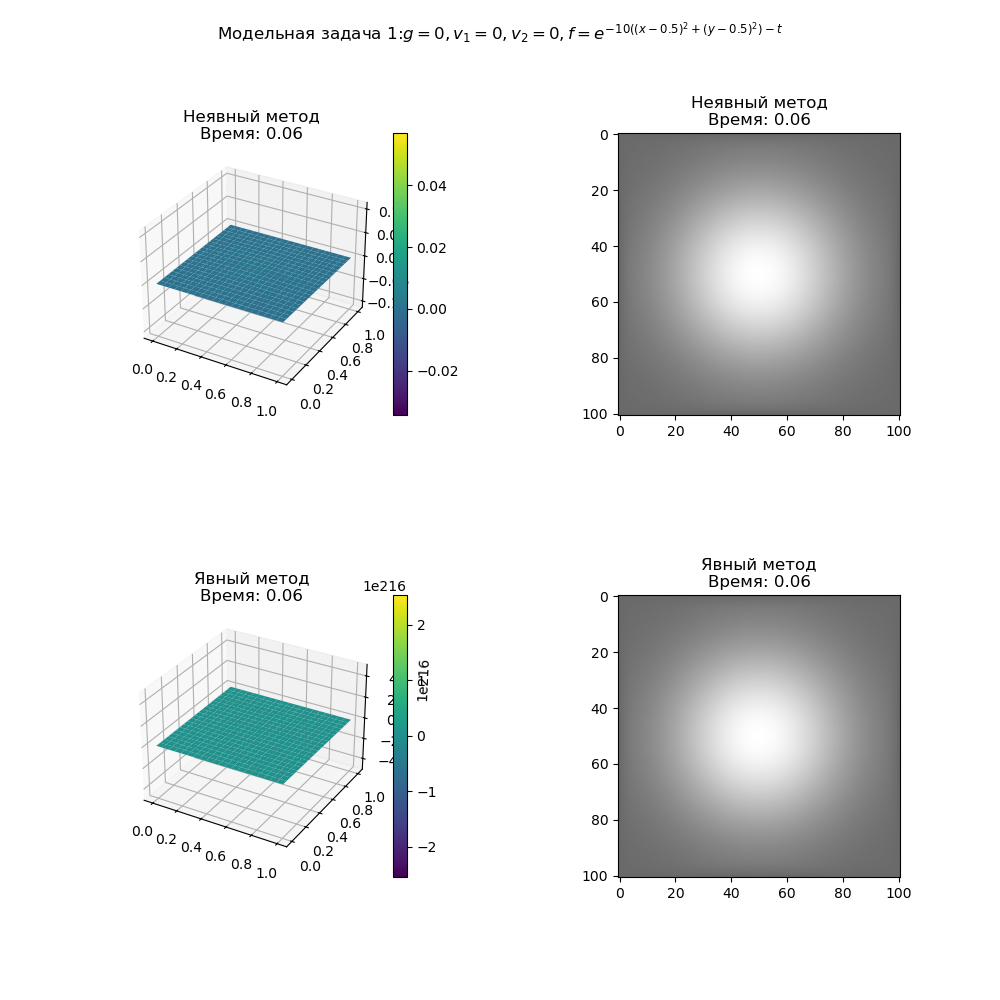 Модельная задача 1:g = 0, v₁ = 0, v₂ = 0, f = e^{−10((x−0.5)²+(y−0.5)²)−t}
Неявный метод
Время: 0.06
0.04
0.02
0.00
−0.02
0.0 0.2 0.4 0.6 0.8 1.0
0.0 0.2 0.4 0.6 0.8 1.0
Неявный метод
Время: 0.06
0
20
40
60
80
100
0 20 40 60 80 100
Явный метод
Время: 0.06
1e216
2
1
0
−1
−2
1e216
0.0 0.2 0.4 0.6 0.8 1.0
0.0 0.2 0.4 0.6 0.8 1.0
Явный метод
Время: 0.06
0
20
40
60
80
100
0 20 40 60 80 100